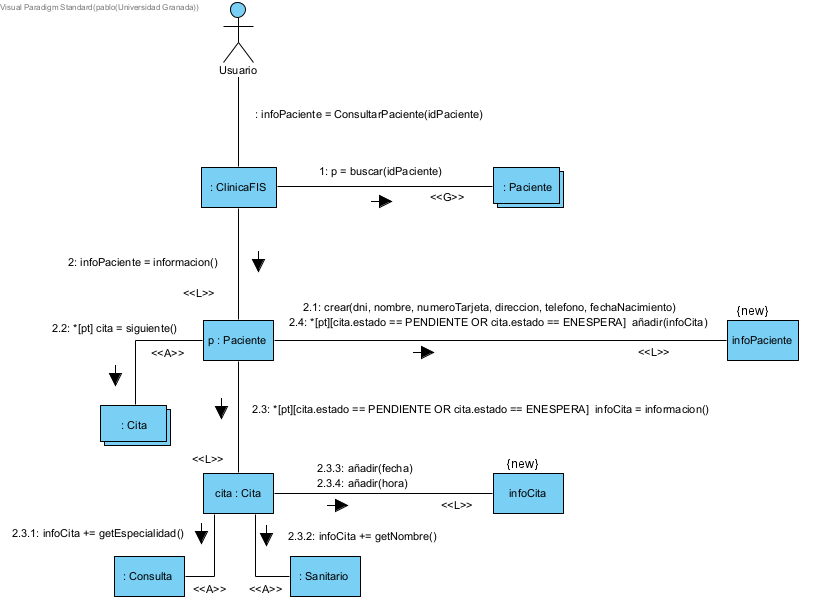 Visual Paradigm Standard(pablo(Universidad Granada))
Usuario
: infoPaciente = ConsultarPaciente(idPaciente)
: ClinicaFIS
1: p = buscar(idPaciente)
<<G>>
: Paciente
2: infoPaciente = informacion()
<<L>>
2.1: crear(dni, nombre, numeroTarjeta, direccion, telefono, fechaNacimiento)
2.4: *[pt][cita.estado == PENDIENTE OR cita.estado == ENESPERA]  añadir(infoCita)
{new}
2.2: *[pt] cita = siguiente()
<<A>>
p : Paciente
<<L>>
infoPaciente
: Cita
2.3: *[pt][cita.estado == PENDIENTE OR cita.estado == ENESPERA]  infoCita = informacion()
<<L>>
cita : Cita
2.3.3: añadir(fecha)
2.3.4: añadir(hora)
<<L>>
{new}
infoCita
2.3.1: infoCita += getEspecialidad()
2.3.2: infoCita += getNombre()
: Consulta
<<A>>
<<A>>
: Sanitario